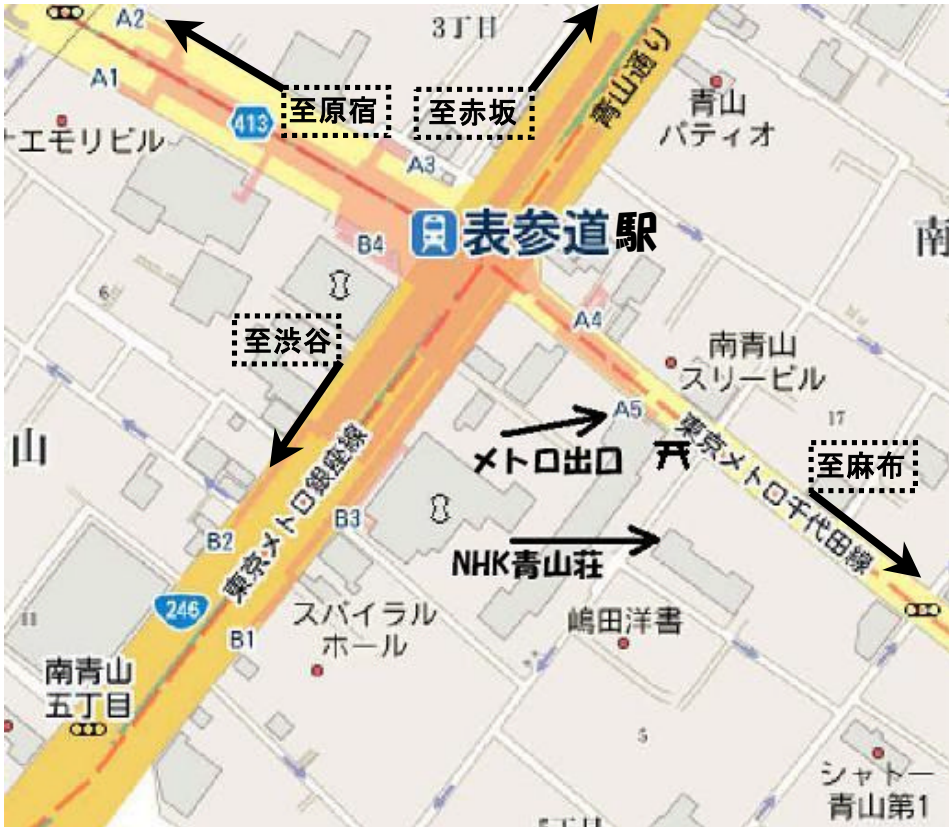 A2
3丁目
至原宿
至赤坂
青山通り
A1
413
青山
パティオ
エモリビル
A3
17
表参道駅
南
B4
6
至渋谷
A4
南青山
スリービル
17
A5
山
メトロ出口
東京メトロ千代田線
至麻布
東京メトロ銀座線
B3
B2
NHK青山荘
246
スパイラル
ホール
嶋田洋書
11
B1
南青山
五丁目
5
シャトー
青山第1